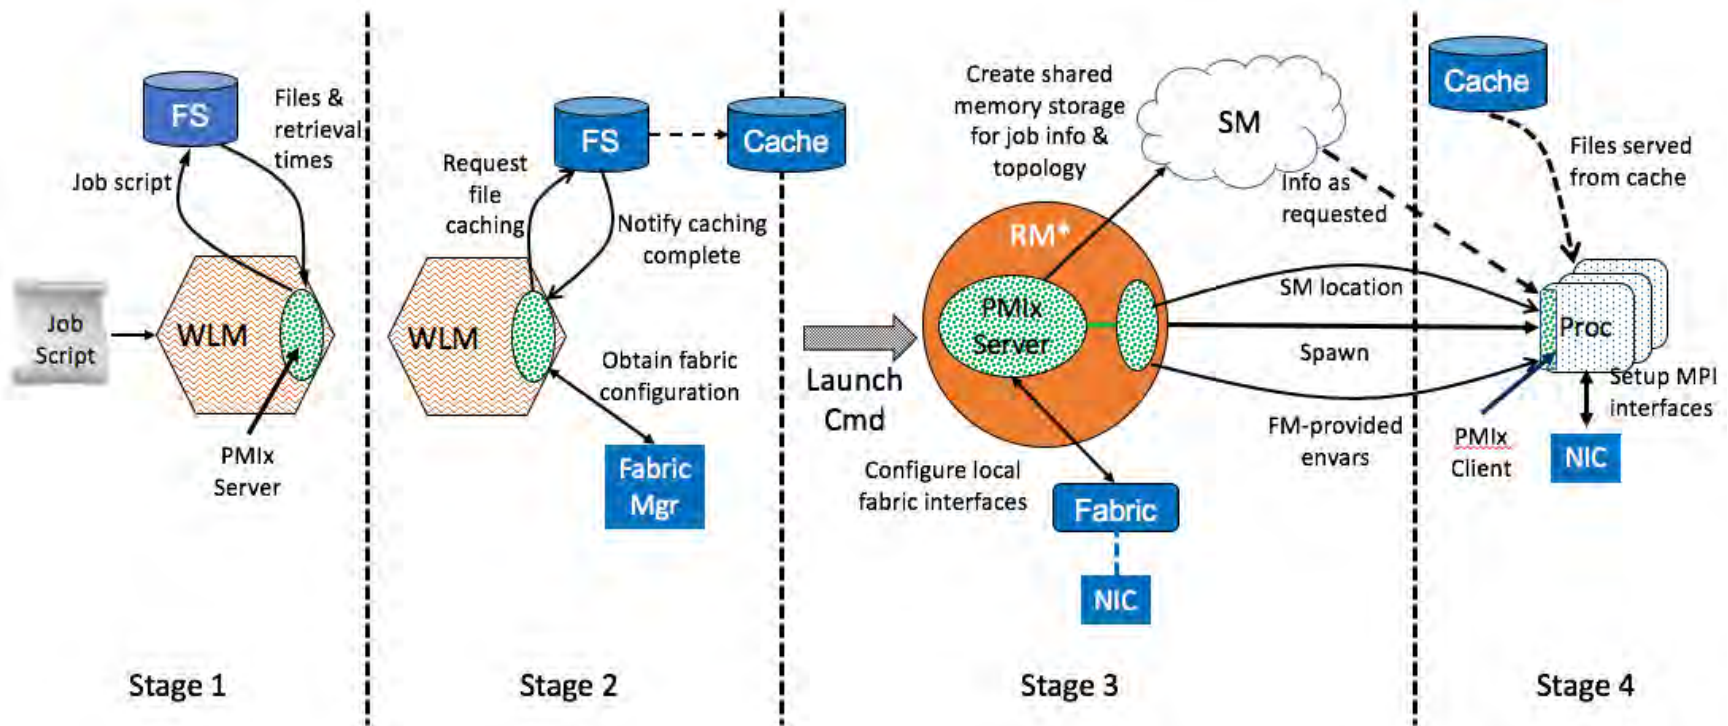 FS
Files &
retrieval
times
Job script
Job
Script
WLM
PMIx
Server
Stage 1
FS
Cache
Request
file
caching
Notify caching
complete
WLM
Obtain fabric
configuration
Fabric
Mgr
Stage 2
Create shared
memory storage
for job info &
topology
SM
Info as
requested
RM*
PMIx
Server
SM location
Spawn
FM-provided
envars
Launch
Cmd
Configure local
fabric interfaces
Fabric
NIC
Stage 3
Cache
Files served
from cache
Proc
Setup MPI
interfaces
PMIx
Client
NIC
Stage 4